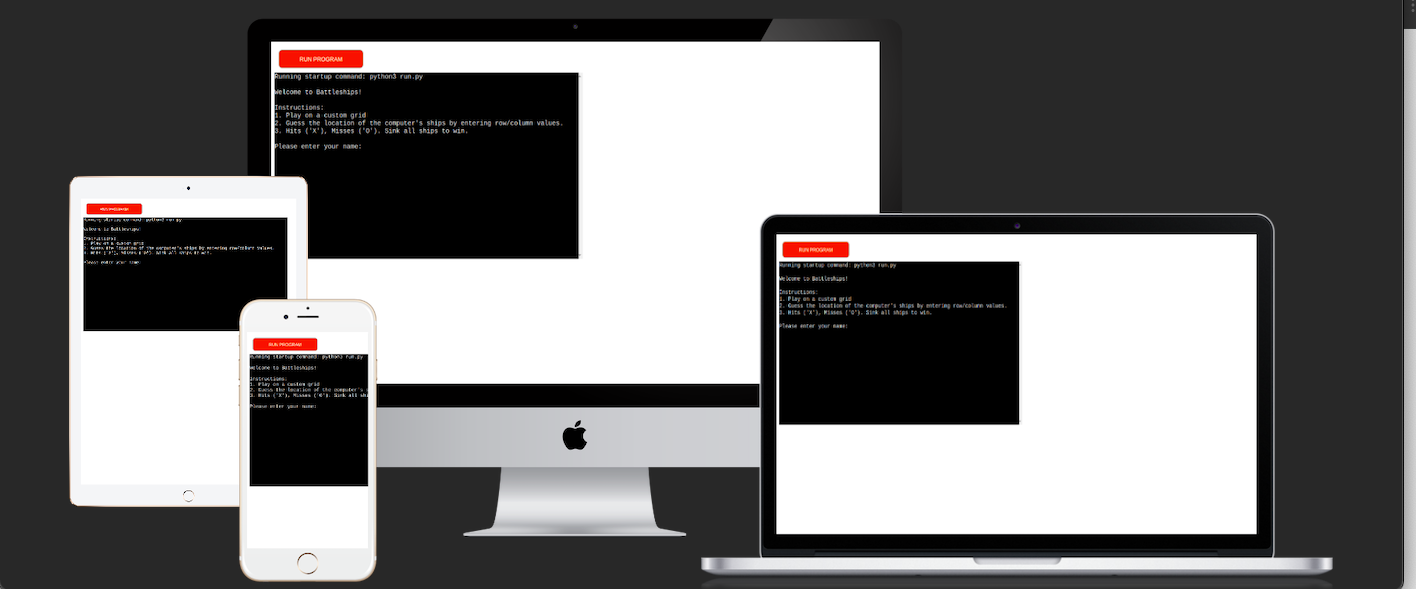 RUN PROGRAM
Running startup command: python3 run.py
Welcome to Battleships!
Instructions:
1. Play on a custom grid
2. Guess the location of the computer's ships by entering row/column values.
3. Hits ('X'), Misses ('O'). Sink all ships to win.
Please enter your name:
RUN PROGRAM
Running startup command: python3 run.py
Welcome to Battleships!
Instructions:
1. Play on a custom grid
2. Guess the location of the computer's ships by entering row/column values.
3. Hits ('X'), Misses ('O'). Sink all ships to win.
Please enter your name:
RUN PROGRAM
Running startup command: python3 run.py
Welcome to Battleships!
Instructions:
1. Play on a custom grid
2. Guess the location of the computer's s
3. Hits ('X'), Misses ('O'). Sink all shi
Please enter your name:
RUN PROGRAM
Running startup command: python3 run.py
Welcome to Battleships!
Instructions:
1. Play on a custom grid
2. Guess the location of the computer's ships by entering row/column values.
3. Hits ('X'), Misses ('O'). Sink all ships to win.
Please enter your name: